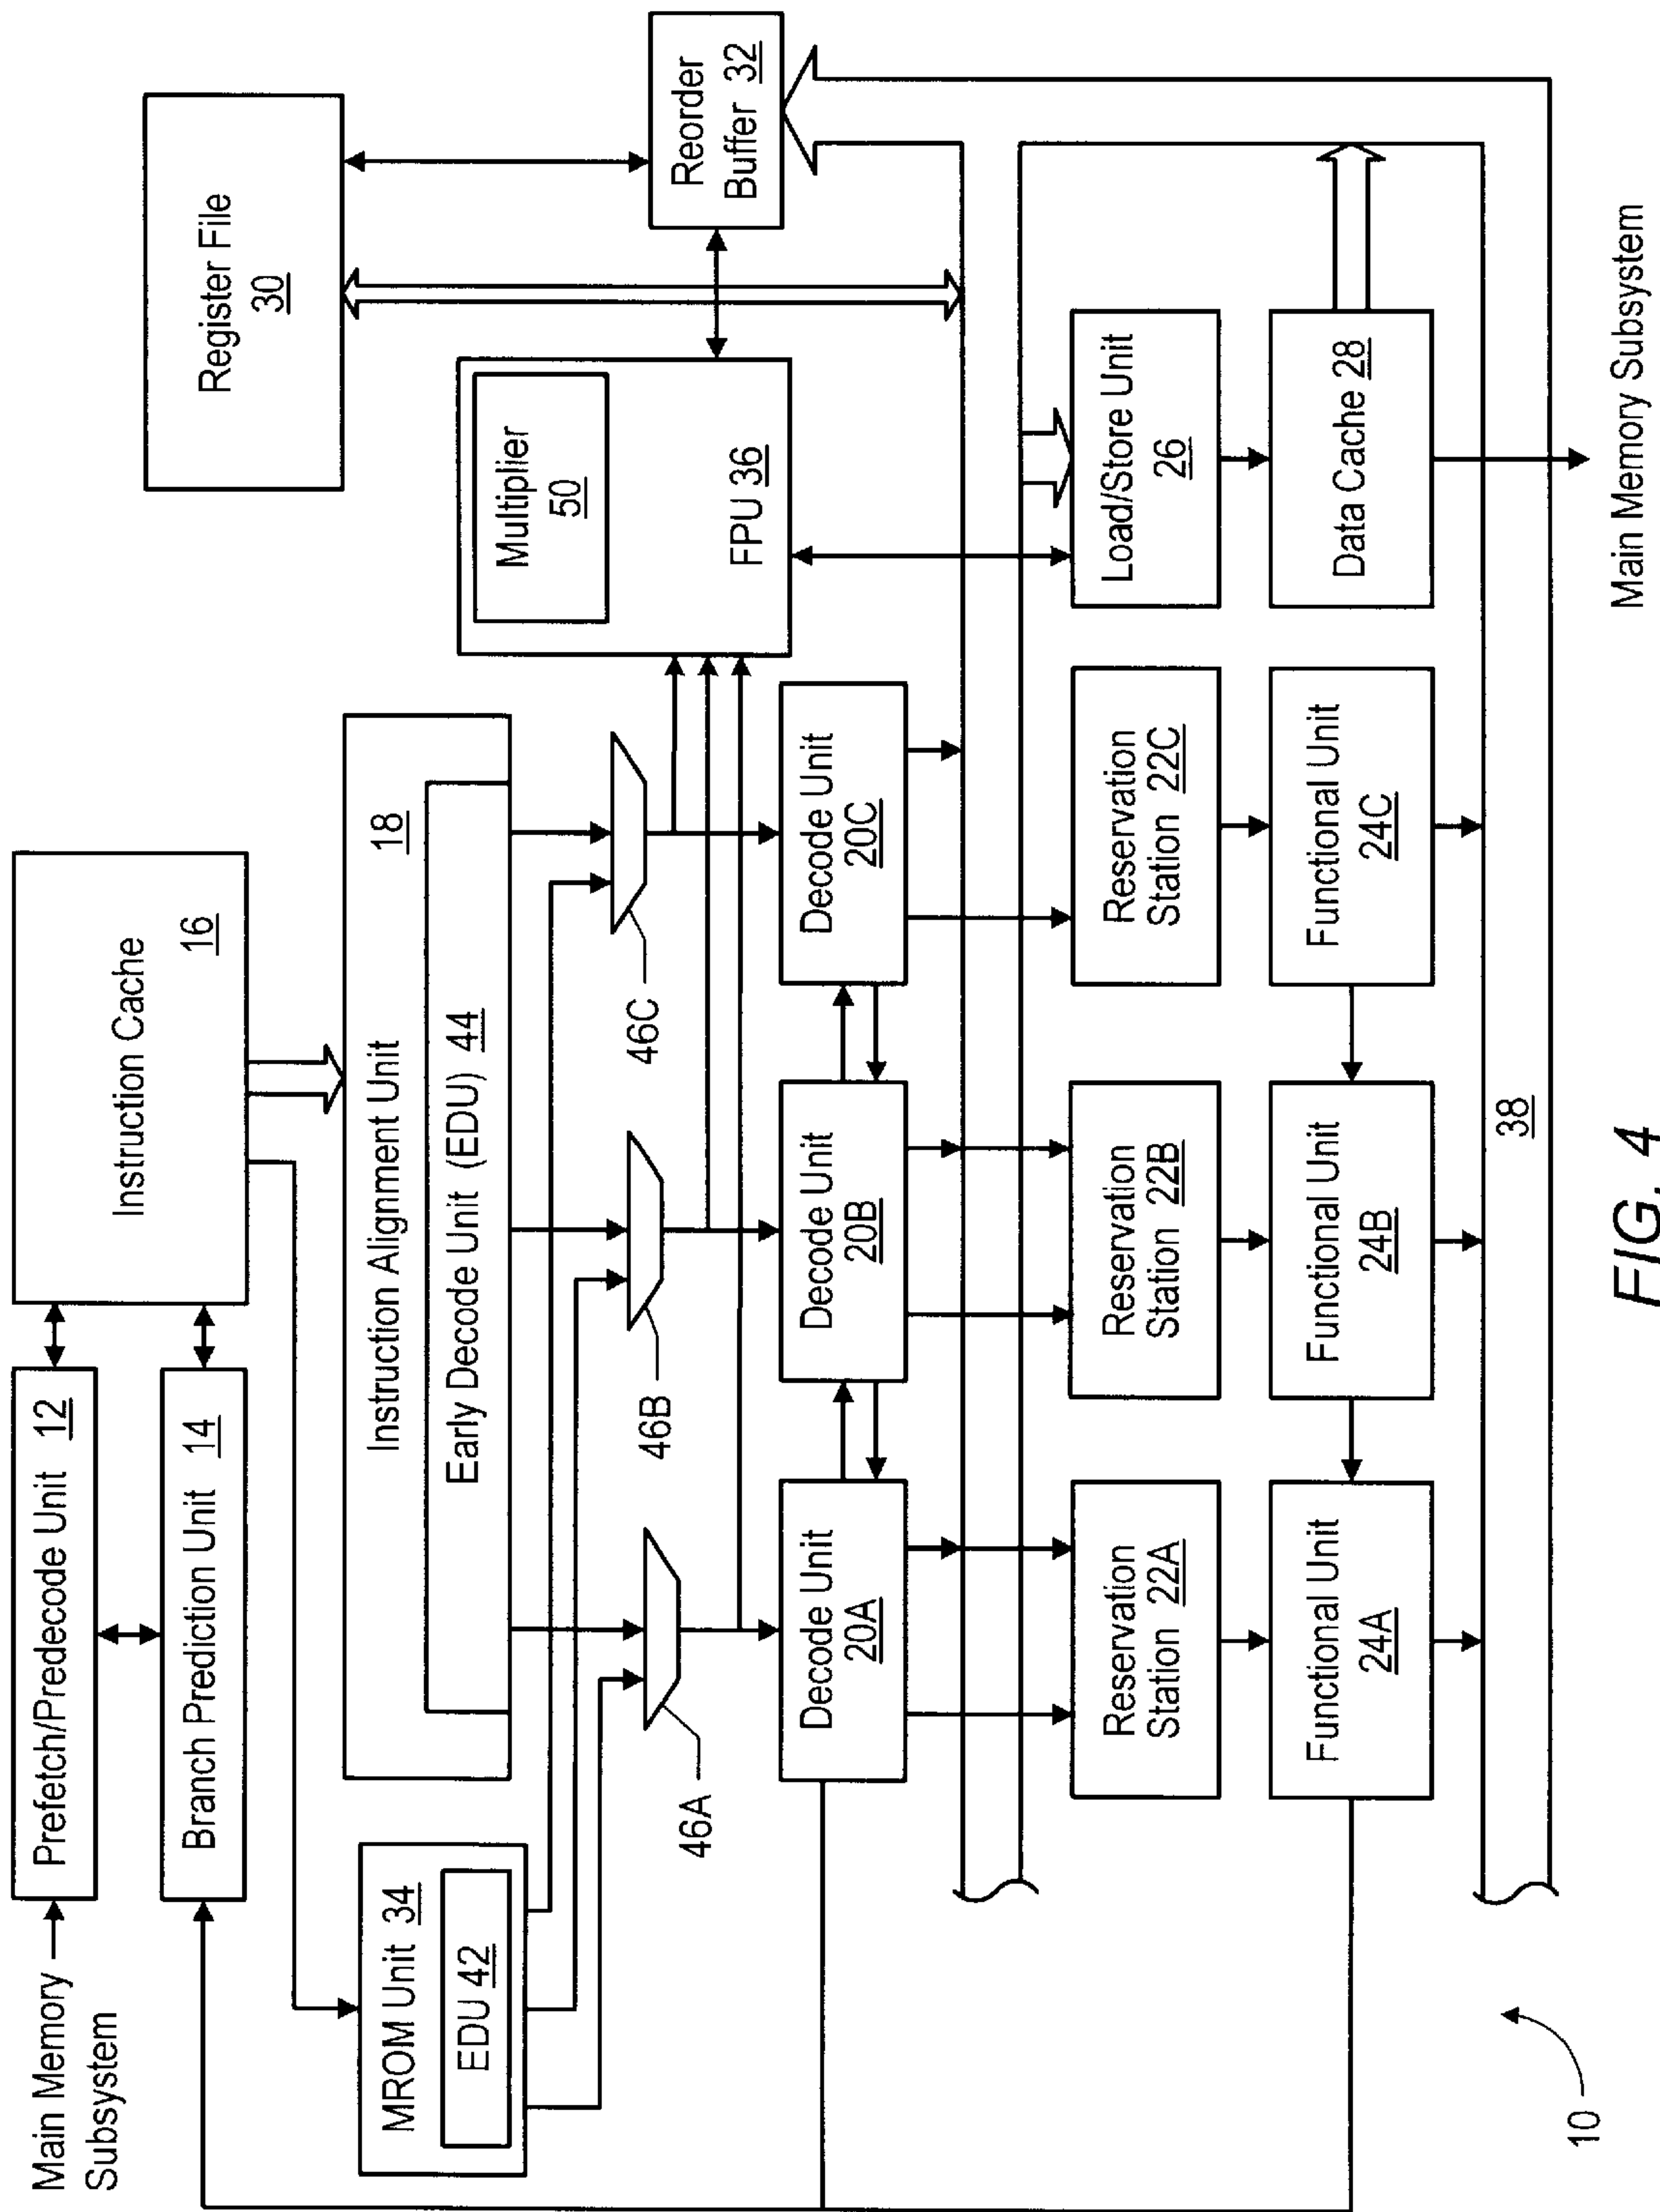 Main Memory
Subsystem
Prefetch/Predecode Unit 12
Branch Prediction Unit 14
Instruction Cache
16
Register File
30
MROM Unit 34
EDU 42
Instruction Alignment Unit
18
Early Decode Unit (EDU) 44
Multiplier
50
FPU 36
Reorder
Buffer 32
46A
46B
46C
Decode Unit
20A
Decode Unit
20B
Decode Unit
20C
Reservation
Station 22A
Reservation
Station 22B
Reservation
Station 22C
Load/Store Unit
26
Functional Unit
24A
Functional Unit
24B
Functional Unit
24C
Data Cache 28
38
10
Main Memory Subsystem
FIG. 4